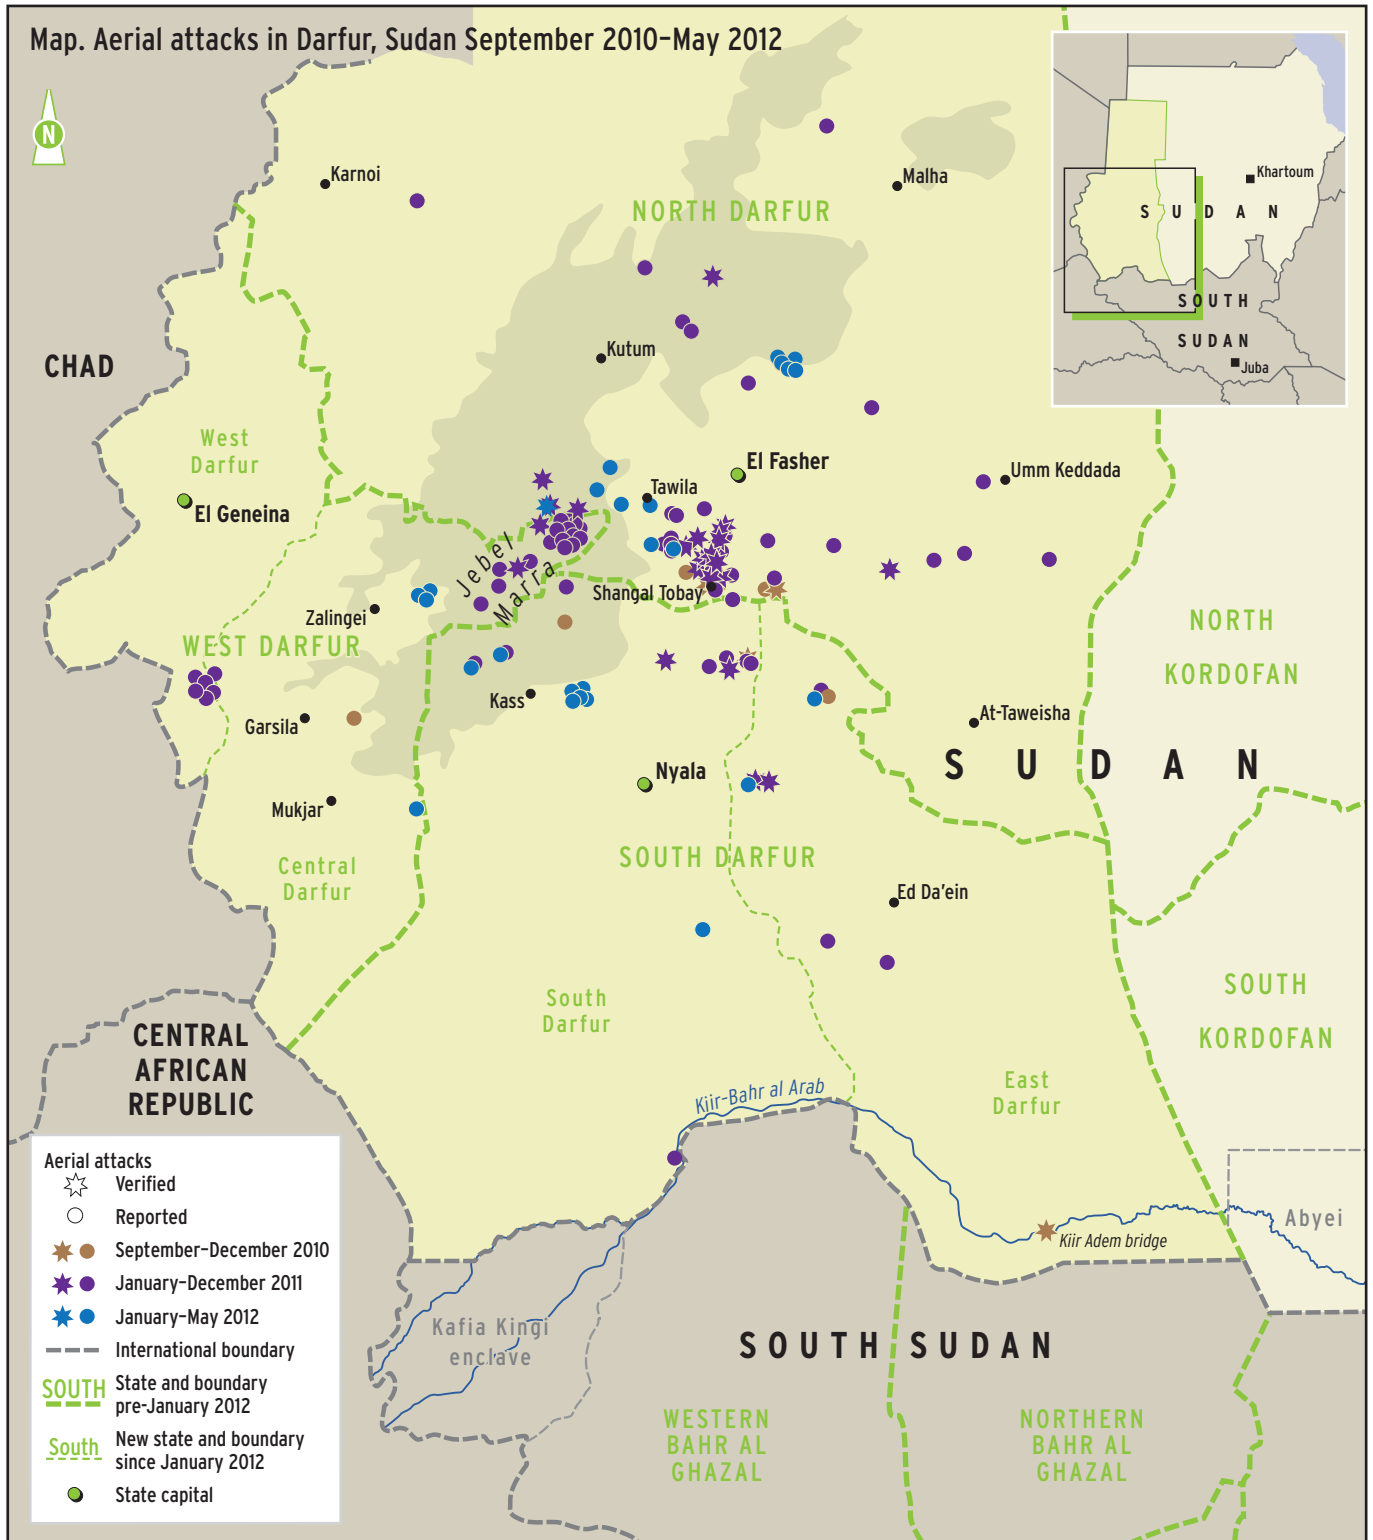 Map. Aerial attacks in Darfur, Sudan September 2010–May 2012
N
Karnoi
Malha
NORTH DARFUR
Khartoum
S U D A N
SOUTH
SUDAN
Juba
CHAD
Kutum
West
Darfur
El Geneina
El Fasher
Tawila
Umm Keddada
Jebel
Marra
Shangal Tobay
Zalingei
WEST DARFUR
NORTH
KORDOFAN
Kass
Garsila
At-Taweisha
S U D A N
Nyala
Mukjar
SOUTH DARFUR
Central
Darfur
Ed Da'ein
South
Darfur
SOUTH
KORDOFAN
CENTRAL
AFRICAN
REPUBLIC
East
Darfur
Kiir–Bahr al Arab
Abyei
Kiir Adem bridge
Kafia Kingi
enclave
SOUTH SUDAN
WESTERN
BAHR AL
GHAZAL
NORTHERN
BAHR AL
GHAZAL
Aerial attacks
Verified
Reported
September–December 2010
January–December 2011
January–May 2012
International boundary
SOUTH State and boundary
pre-January 2012
South New state and boundary
since January 2012
State capital